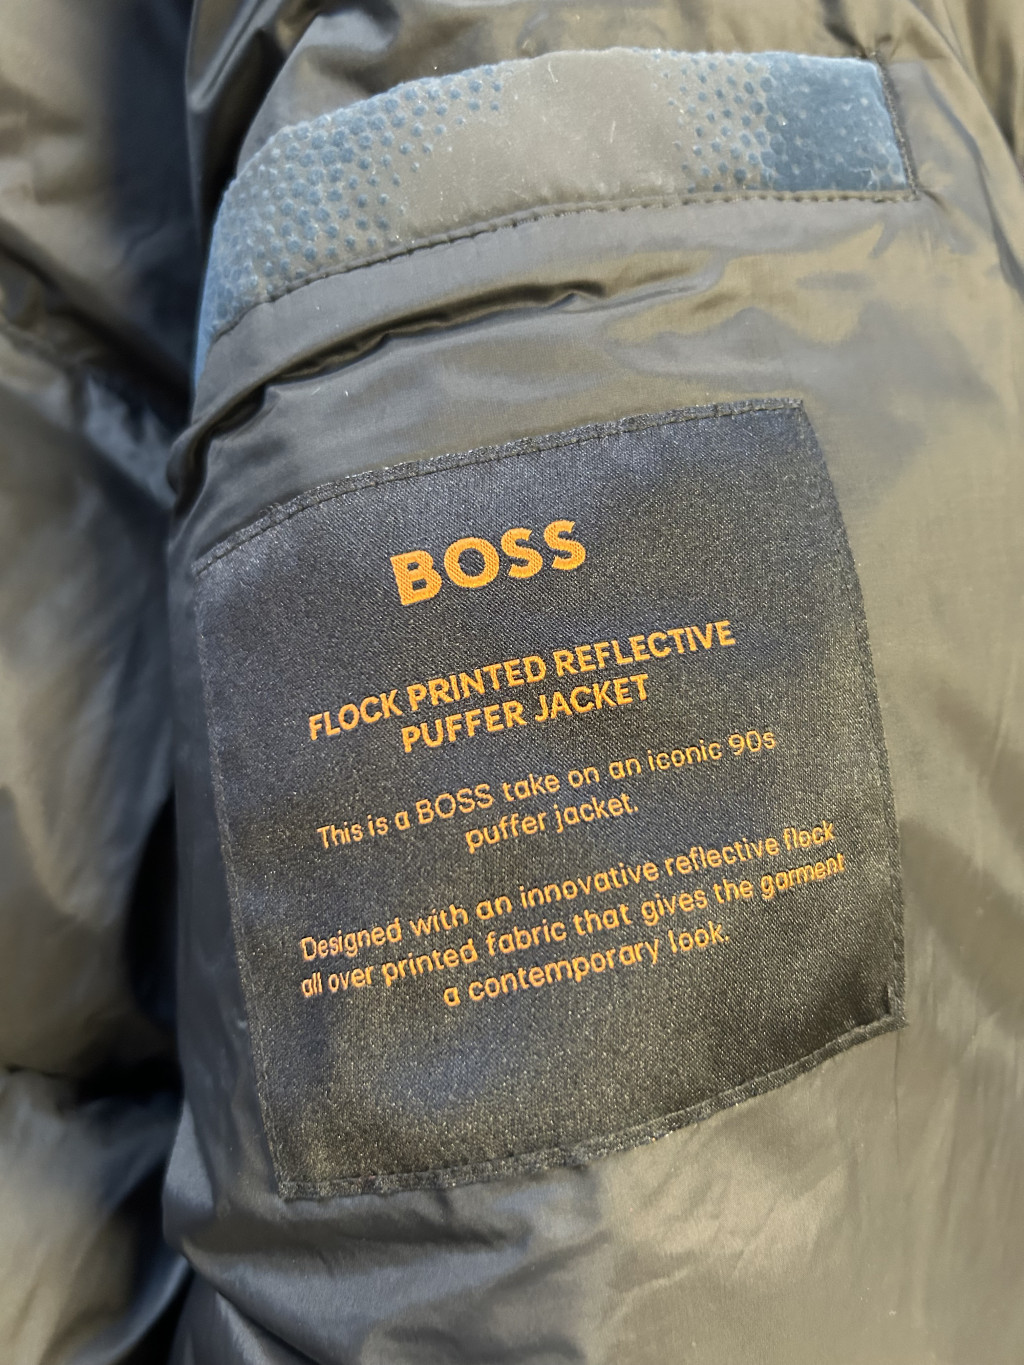 BOSS
FLOCK PRINTED REFLECTIVE
PUFFER JACKET
This is a BOSS take on an iconic 90s
puffer jacket.
Designed with an innovative reflective flock
all over printed fabric that gives the garment
a contemporary look.